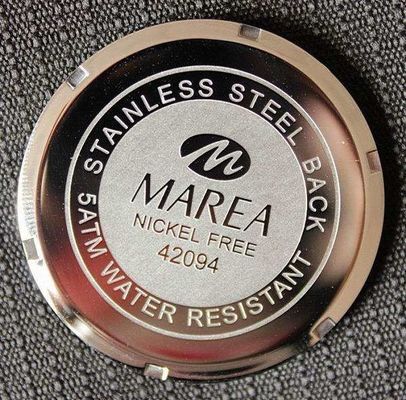 STAINLESS STEEL BACK
M
MAREA
NICKEL FREE
42094
5ATM WATER RESISTANT